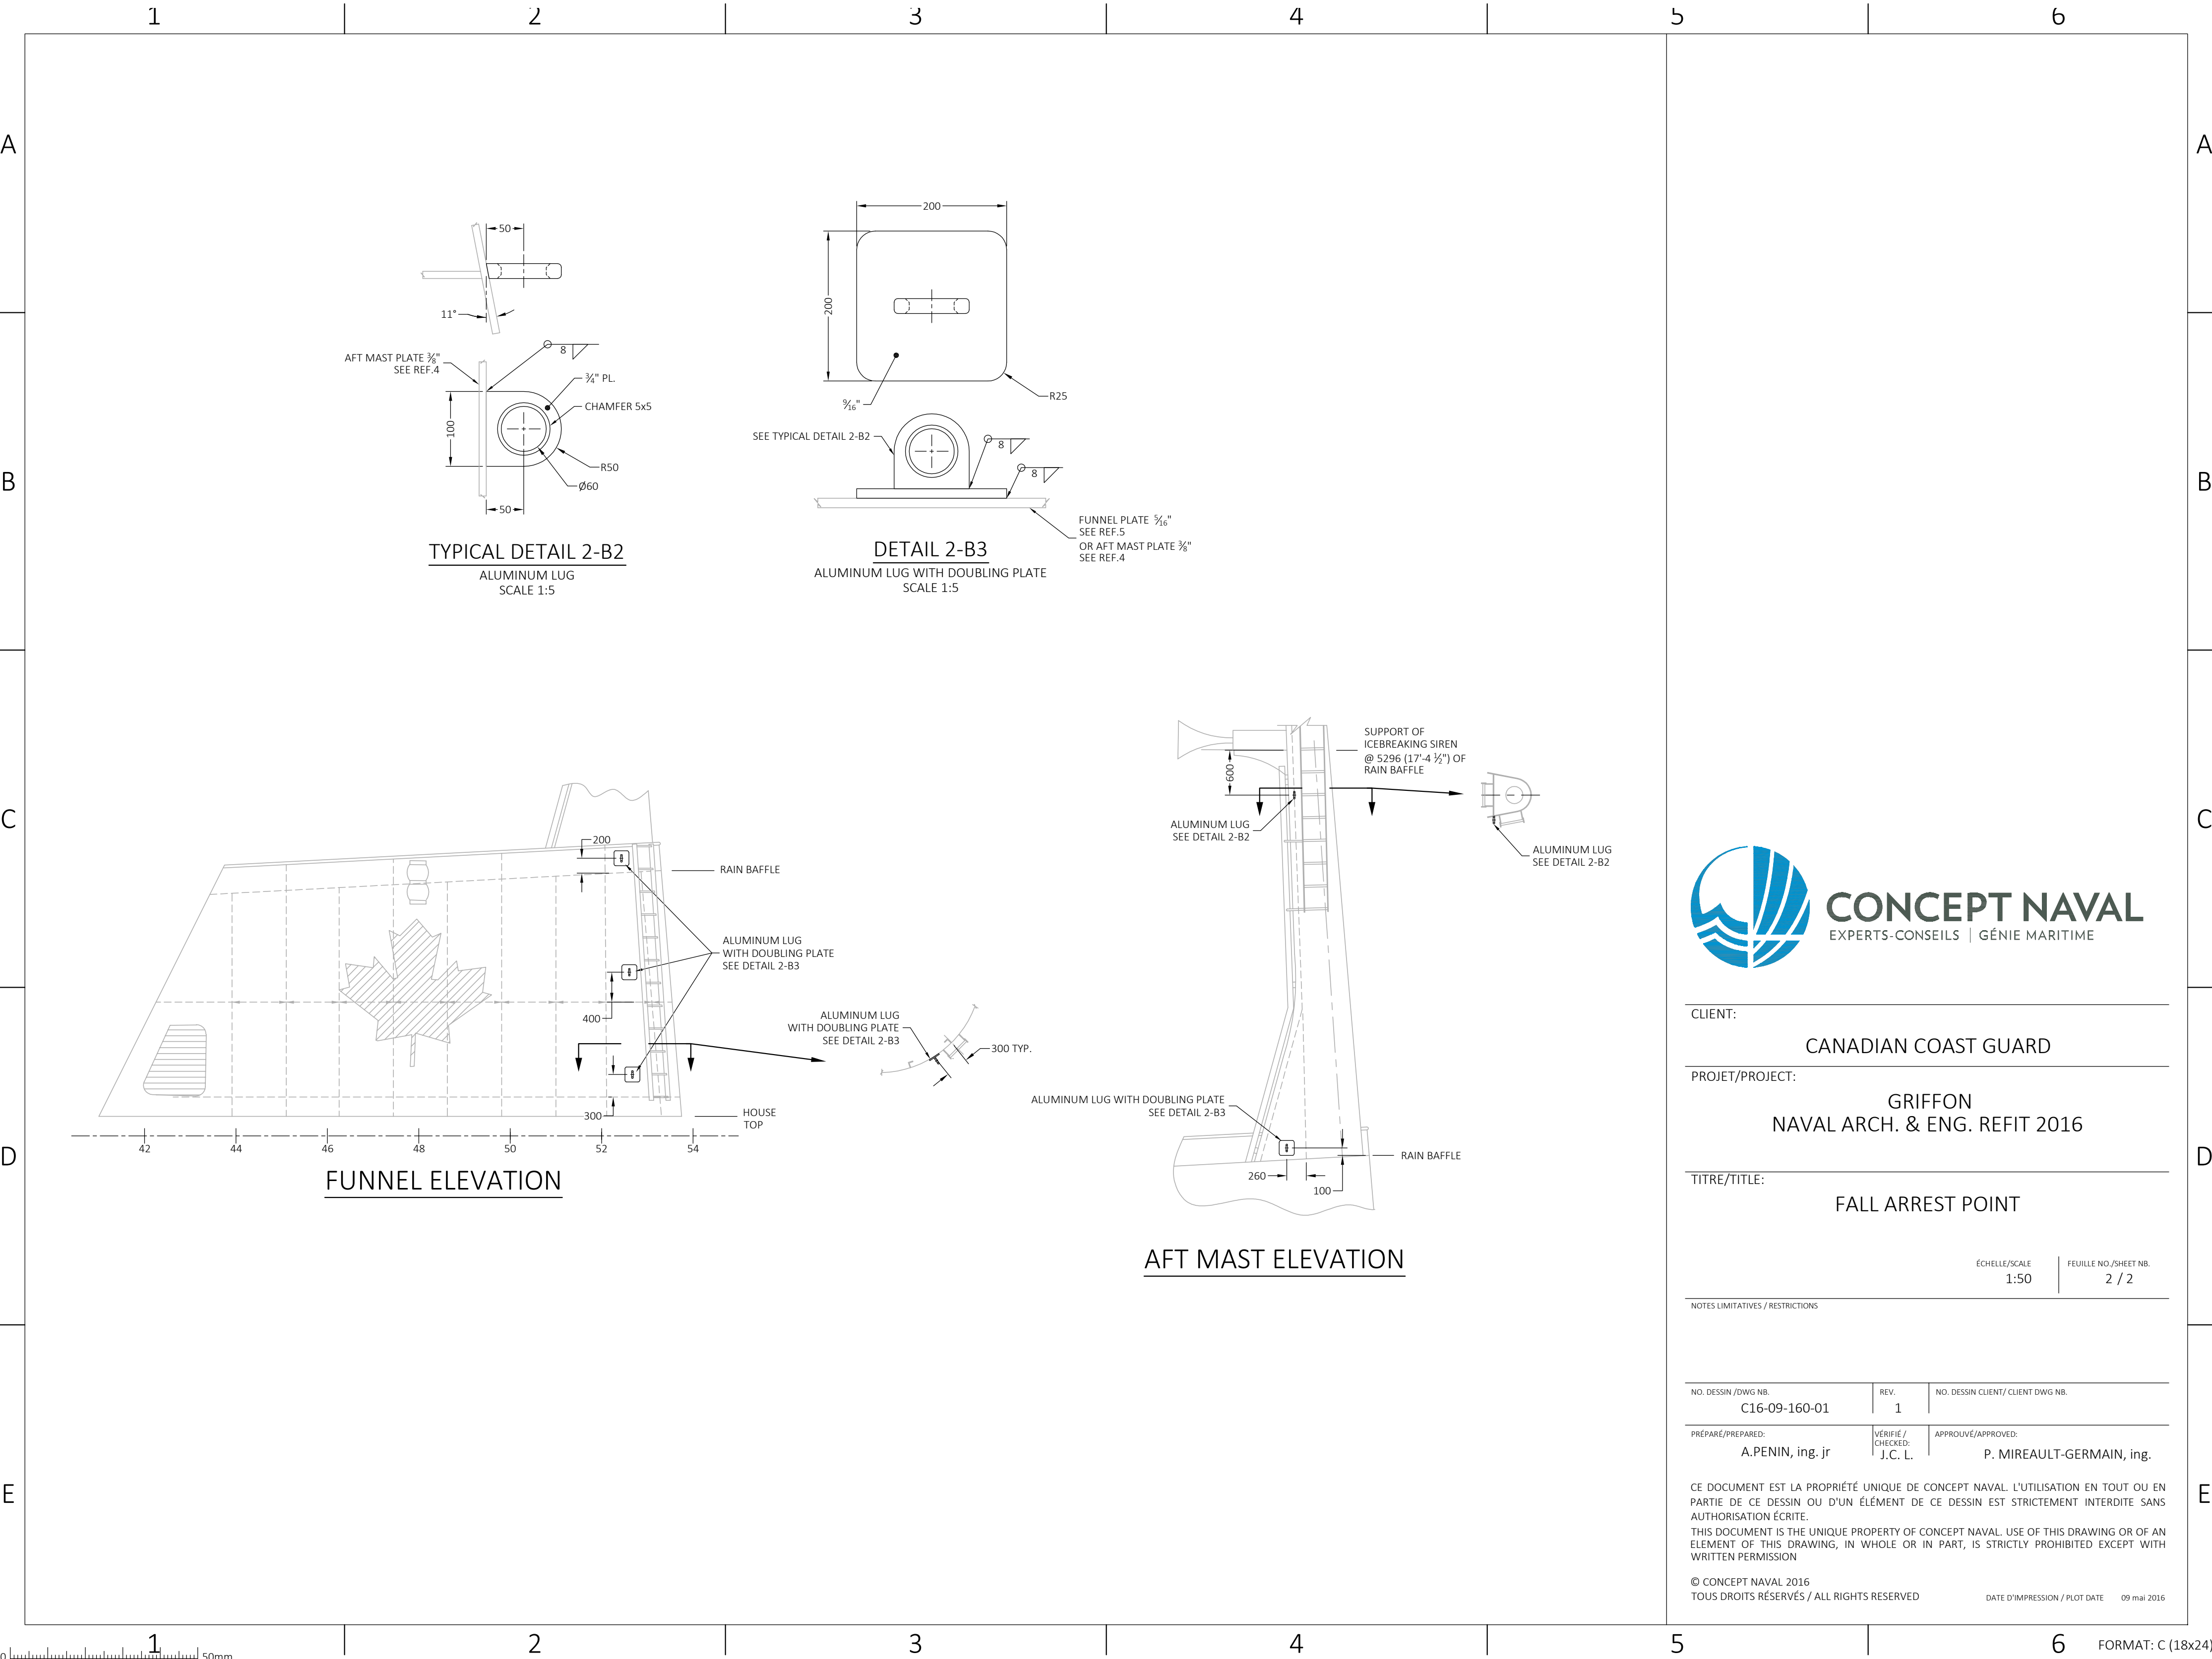 1 2 3 4 5 6
A A
B B
C C
D D
E E
50
11°
AFT MAST PLATE ⅜"
SEE REF.4
8
¾" PL.
CHAMFER 5x5
100
R50
Ø60
50
TYPICAL DETAIL 2-B2
ALUMINUM LUG
SCALE 1:5
200
200
R25
9⁄16"
SEE TYPICAL DETAIL 2-B2
8
8
FUNNEL PLATE 5⁄16"
SEE REF.5
OR AFT MAST PLATE ⅜"
SEE REF.4
DETAIL 2-B3
ALUMINUM LUG WITH DOUBLING PLATE
SCALE 1:5
200
RAIN BAFFLE
ALUMINUM LUG
WITH DOUBLING PLATE
SEE DETAIL 2-B3
400
ALUMINUM LUG
WITH DOUBLING PLATE
SEE DETAIL 2-B3
300 TYP.
300
HOUSE
TOP
42 44 46 48 50 52 54
FUNNEL ELEVATION
SUPPORT OF
ICEBREAKING SIREN
@ 5296 (17'-4 ½") OF
RAIN BAFFLE
600
ALUMINUM LUG
SEE DETAIL 2-B2
ALUMINUM LUG
SEE DETAIL 2-B2
ALUMINUM LUG WITH DOUBLING PLATE
SEE DETAIL 2-B3
RAIN BAFFLE
260
100
AFT MAST ELEVATION
CONCEPT NAVAL
EXPERTS-CONSEILS | GÉNIE MARITIME
CLIENT:
CANADIAN COAST GUARD
PROJET/PROJECT:
GRIFFON
NAVAL ARCH. & ENG. REFIT 2016
TITRE/TITLE:
FALL ARREST POINT
ÉCHELLE/SCALE
1:50
FEUILLE NO./SHEET NB.
2 / 2
NOTES LIMITATIVES / RESTRICTIONS
NO. DESSIN /DWG NB.
C16-09-160-01
REV.
1
NO. DESSIN CLIENT/ CLIENT DWG NB.
PRÉPARÉ/PREPARED:
A.PENIN, ing. jr
VÉRIFIÉ /
CHECKED:
J.C. L.
APPROUVÉ/APPROVED:
P. MIREAULT-GERMAIN, ing.
CE DOCUMENT EST LA PROPRIÉTÉ UNIQUE DE CONCEPT NAVAL. L'UTILISATION EN TOUT OU EN
PARTIE DE CE DESSIN OU D'UN ÉLÉMENT DE CE DESSIN EST STRICTEMENT INTERDITE SANS
AUTHORISATION ÉCRITE.
THIS DOCUMENT IS THE UNIQUE PROPERTY OF CONCEPT NAVAL. USE OF THIS DRAWING OR OF AN
ELEMENT OF THIS DRAWING, IN WHOLE OR IN PART, IS STRICTLY PROHIBITED EXCEPT WITH
WRITTEN PERMISSION
© CONCEPT NAVAL 2016
TOUS DROITS RÉSERVÉS / ALL RIGHTS RESERVED
DATE D'IMPRESSION / PLOT DATE 09 mai 2016
1 2 3 4 5 6
FORMAT: C (18x24)
0 50mm